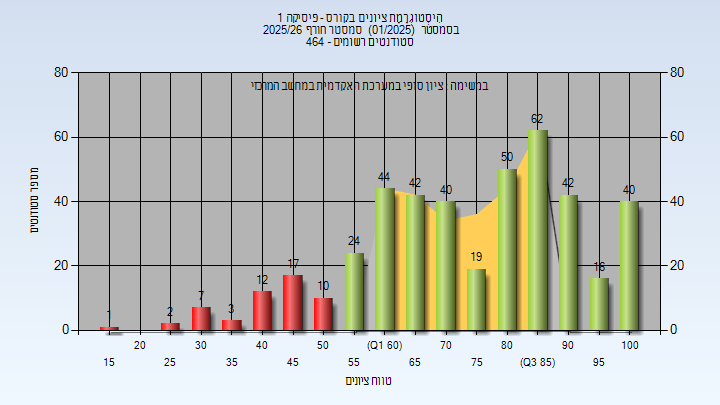 היסטוגרמת ציונים בקורס - פיסיקה 1
בסמסטר (01/2025) סמסטר חורף 2025/26
סטודנטים רשומים - 464
במשימה : ציון סופי במערכת האקדמית במחשב המרכזי
80 80
60 60
40 40
20 20
0 0
1 2 7 3 12 17 10 24 44 42 40 19 50 62 42 16 40
מספר סטודנטים
20 30 40 50 (Q1 60) 70 80 90 100
15 25 35 45 55 65 75 (Q3 85) 95
טווח ציונים